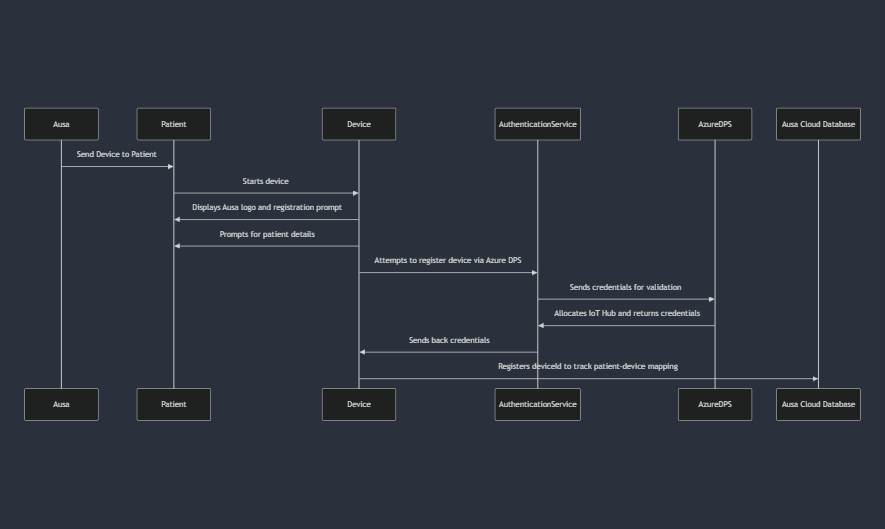 Ausa
Patient
Device
AuthenticationService
AzureDPS
Ausa Cloud Database
Send Device to Patient
Starts device
Displays Ausa logo and registration prompt
Prompts for patient details
Attempts to register device via Azure DPS
Sends credentials for validation
Allocates IoT Hub and returns credentials
Sends back credentials
Registers deviceId to track patient-device mapping
Ausa
Patient
Device
AuthenticationService
AzureDPS
Ausa Cloud Database